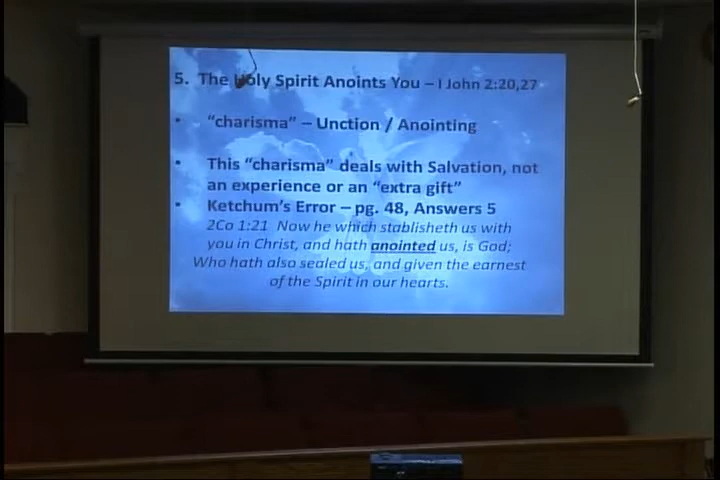 5. The Holy Spirit Anoints You – I John 2:20,27
• "charisma" – Unction / Anointing
• This "charisma" deals with Salvation, not
an experience or an "extra gift"
• Ketchum's Error – pg. 48, Answers 5
2Co 1:21 Now he which stablisheth us with
you in Christ, and hath anointed us, is God;
Who hath also sealed us, and given the earnest
of the Spirit in our hearts.